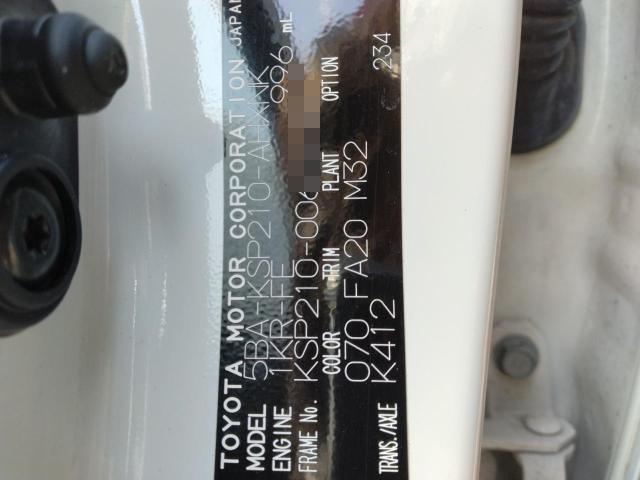 TOYOTA MOTOR CORPORATION JAPAN
MODEL 5BA-KSP210-AHXNK
ENGINE 1KR-FE 996 mL
FRAME No. KSP210-006
COLOR TRIM PLANT OPTION
070 FA20 M32 234
TRANS./AXLE K412